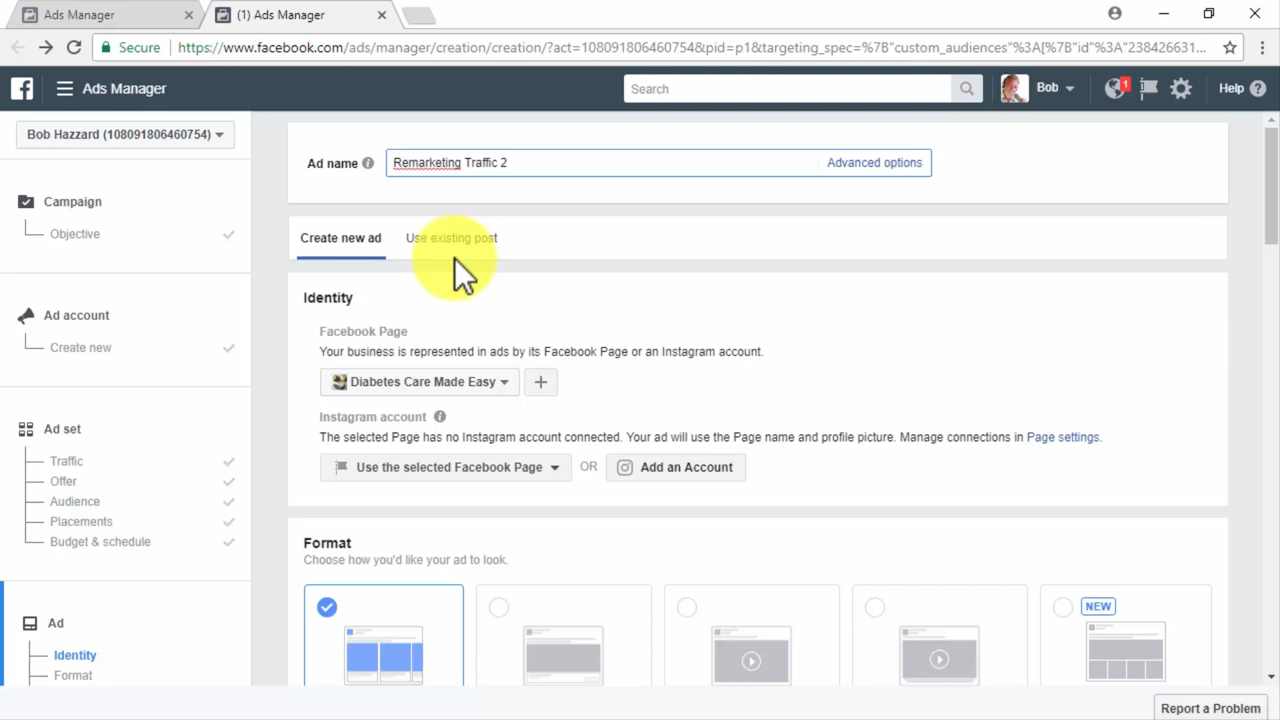 Ads Manager
(1) Ads Manager
Secure
https://www.facebook.com/ads/manager/creation/creation/?act=108091806460754&pid=p1&targeting_spec=%7B"custom_audiences"%3A[%7B"id"%3A"238426631...
Ads Manager
Search
Bob
1
Help
Bob Hazzard (108091806460754)
Campaign
Objective
Ad account
Create new
Ad set
Traffic
Offer
Audience
Placements
Budget & schedule
Ad
Identity
Format
Ad name
Remarketing Traffic 2
Advanced options
Create new ad
Use existing post
Identity
Facebook Page
Your business is represented in ads by its Facebook Page or an Instagram account.
Diabetes Care Made Easy
Instagram account
The selected Page has no Instagram account connected. Your ad will use the Page name and profile picture. Manage connections in Page settings.
Use the selected Facebook Page
OR
Add an Account
Format
Choose how you'd like your ad to look.
NEW
Report a Problem